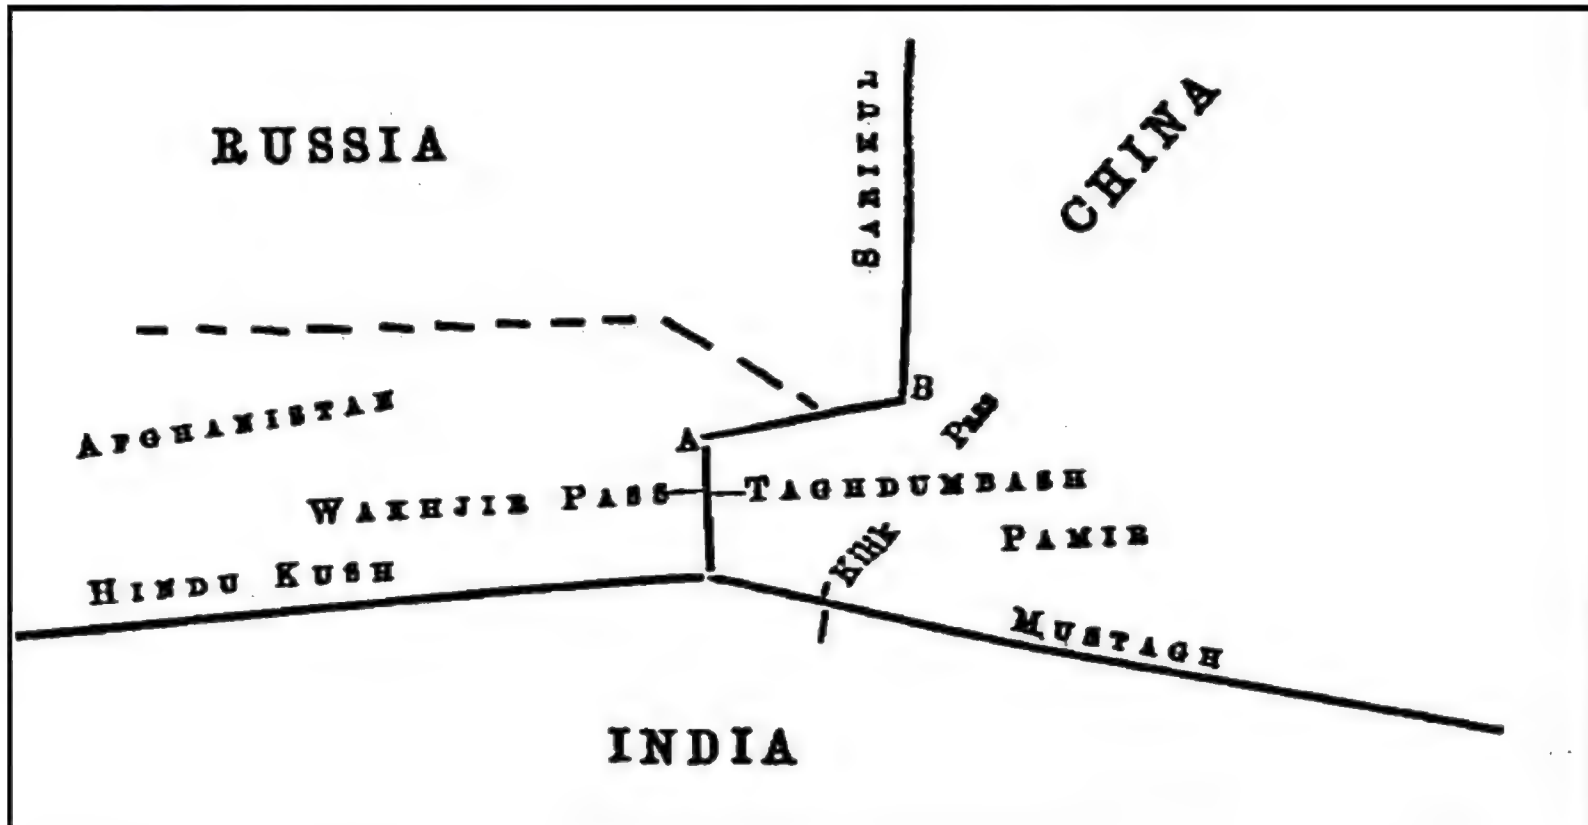 RUSSIA
SARIKUL
CHINA
AFGHANISTAN
A
B
WAKHJIR PASS
TAGHDUMBASH
PAMIR
Kilik Pass
HINDU KUSH
MUSTAGH
INDIA